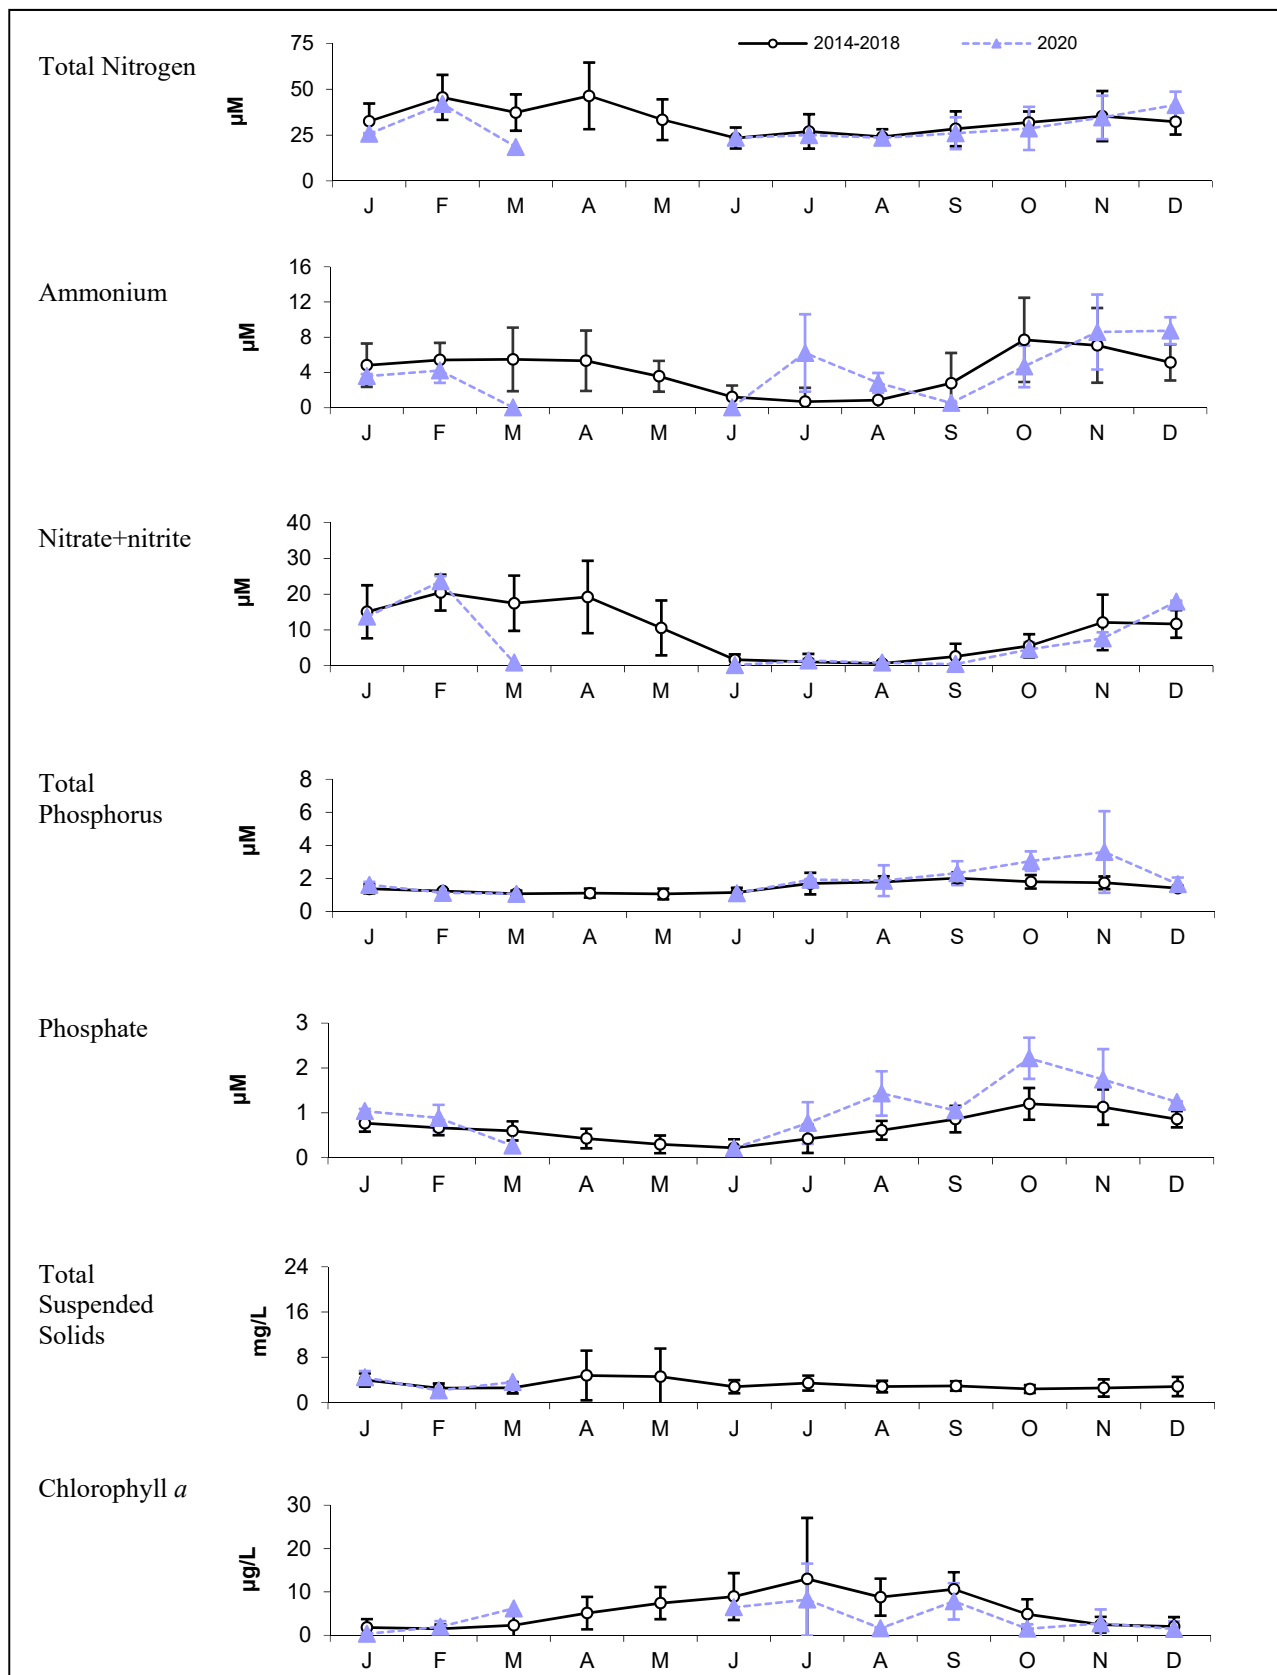 2014-2018 2020
Total Nitrogen
µM
75
50
25
0
J F M A M J J A S O N D
Ammonium
µM
16
12
8
4
0
J F M A M J J A S O N D
Nitrate+nitrite
µM
40
30
20
10
0
J F M A M J J A S O N D
Total
Phosphorus
µM
8
6
4
2
0
J F M A M J J A S O N D
Phosphate
µM
3
2
1
0
J F M A M J J A S O N D
Total
Suspended
Solids
mg/L
24
16
8
0
J F M A M J J A S O N D
Chlorophyll a
µg/L
30
20
10
0
J F M A M J J A S O N D